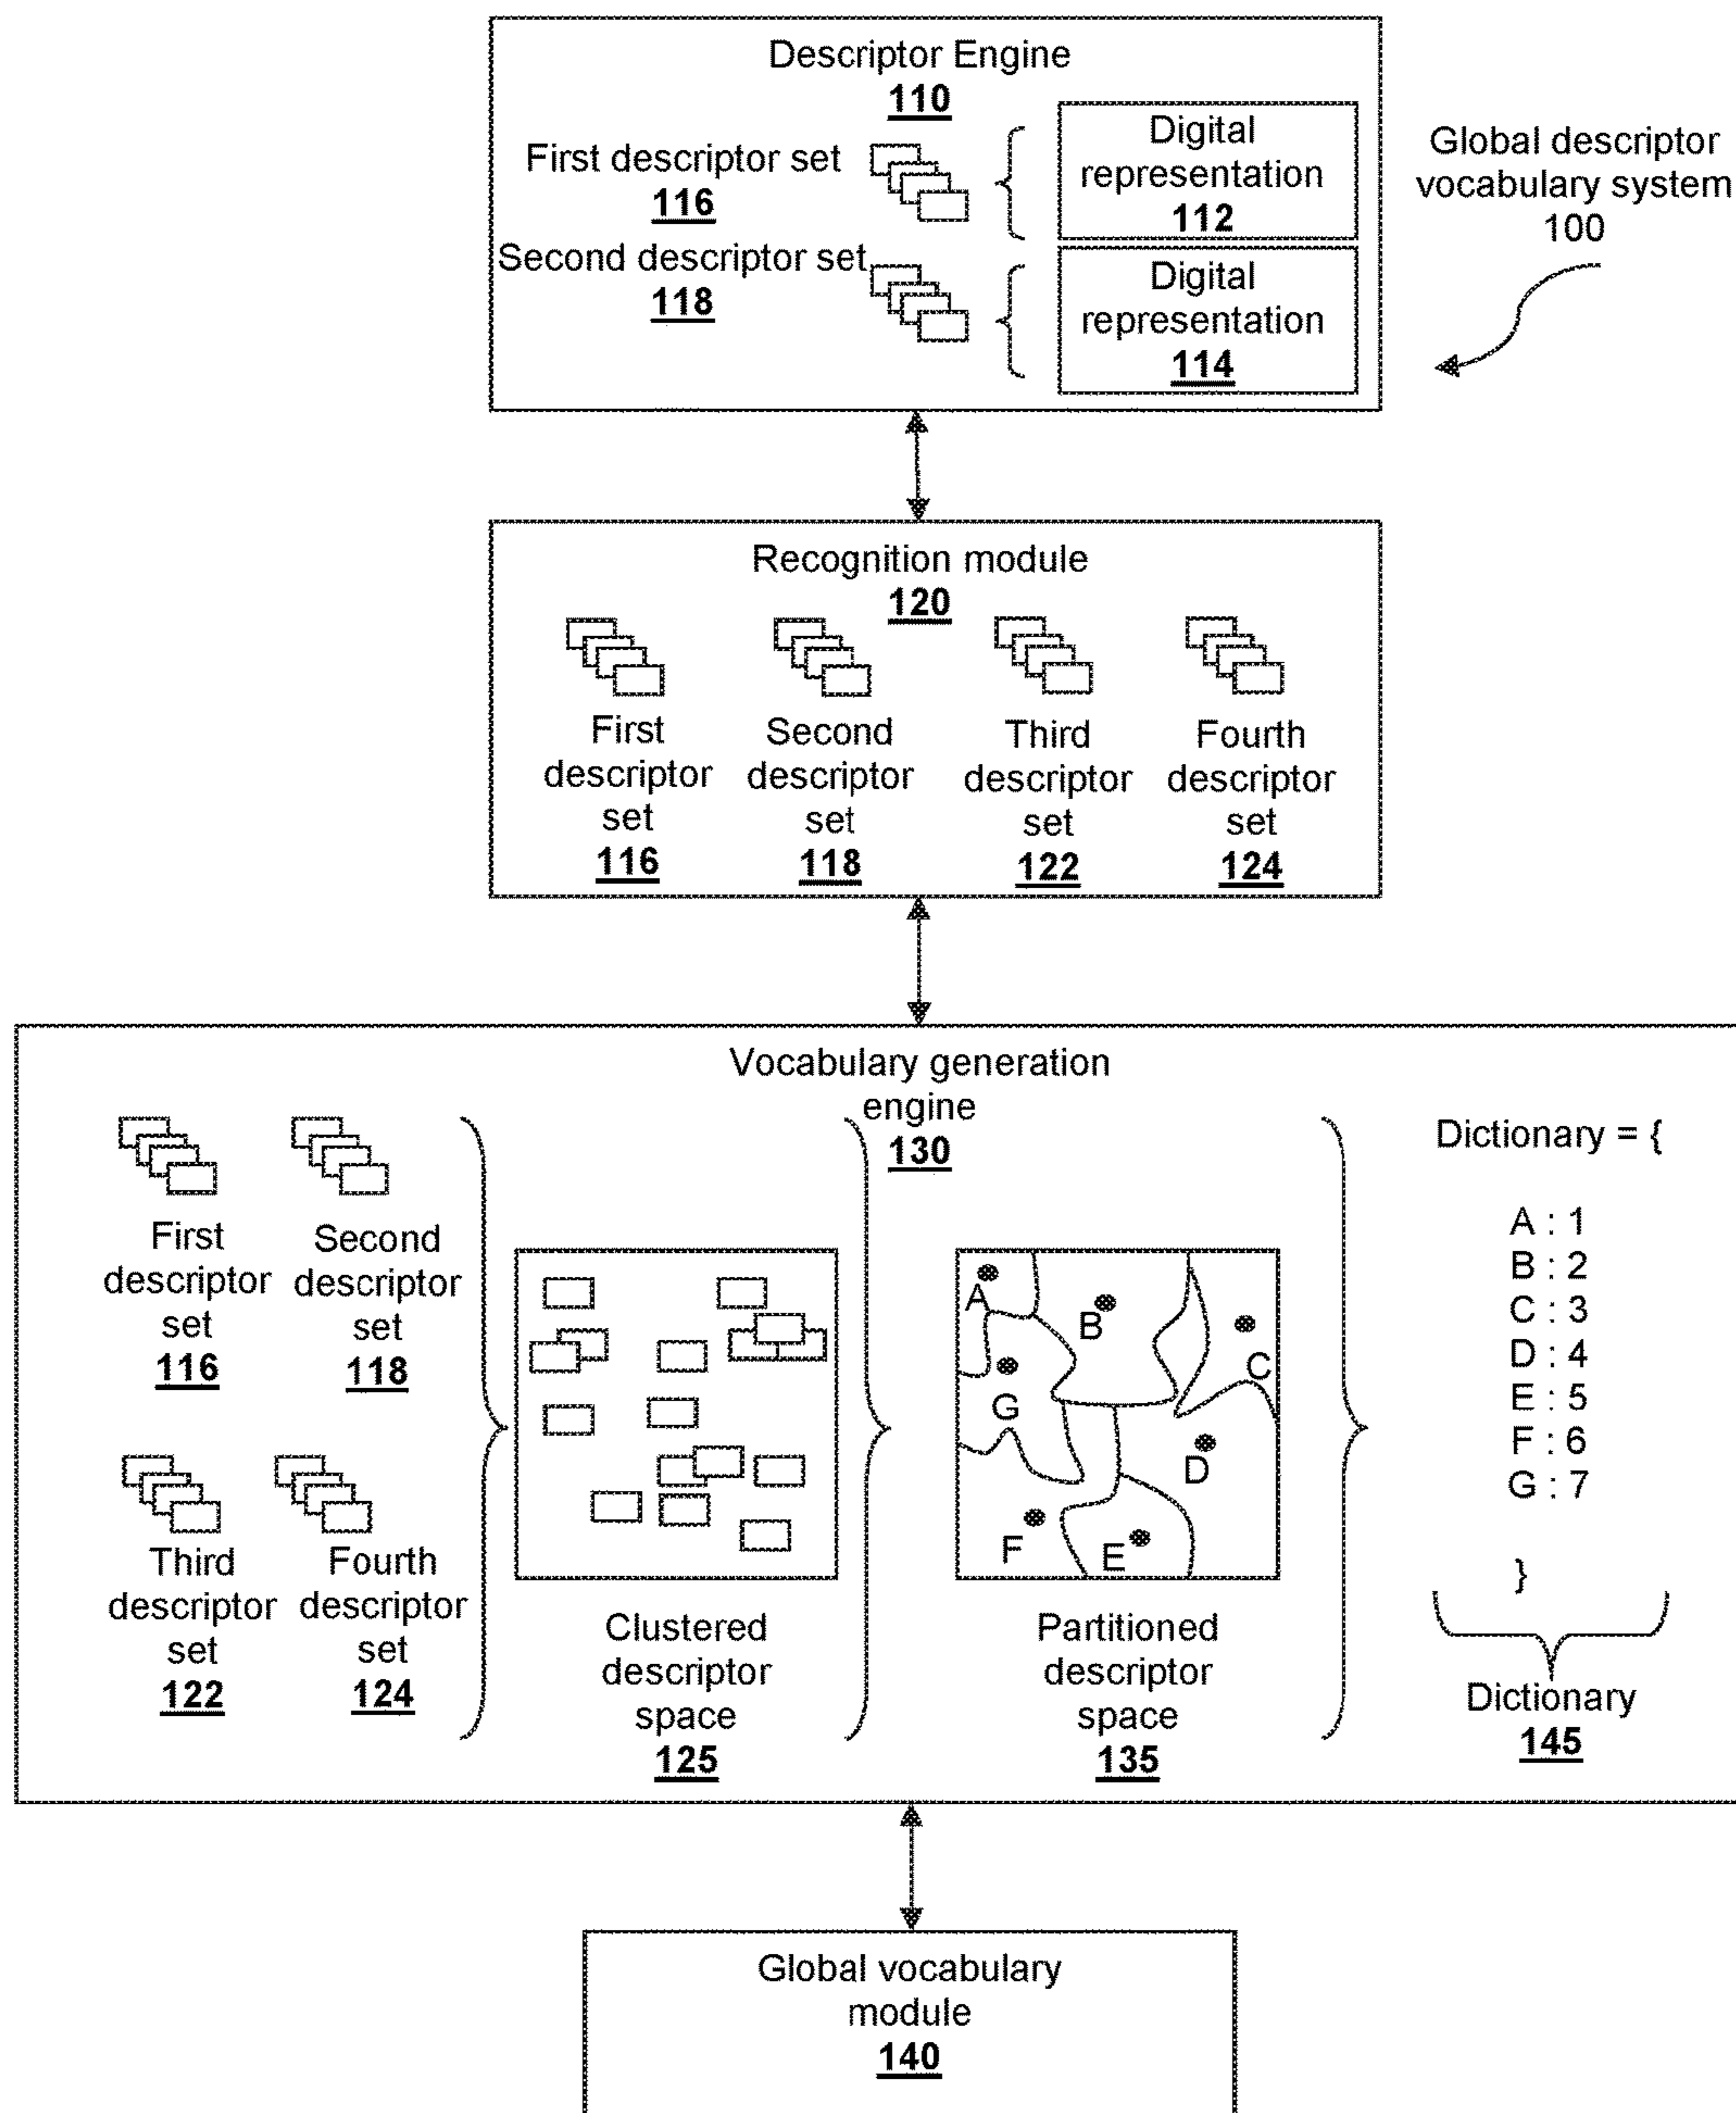 Descriptor Engine
110
First descriptor set
116
Second descriptor set
118
Digital
representation
112
Digital
representation
114
Global descriptor
vocabulary system
100
Recognition module
120
First
descriptor
set
116
Second
descriptor
set
118
Third
descriptor
set
122
Fourth
descriptor
set
124
Vocabulary generation
engine
130
First
descriptor
set
116
Second
descriptor
set
118
Third
descriptor
set
122
Fourth
descriptor
set
124
Clustered
descriptor
space
125
A
B
C
G
D
F
E
Partitioned
descriptor
space
135
Dictionary = {
A : 1
B : 2
C : 3
D : 4
E : 5
F : 6
G : 7
}
Dictionary
145
Global vocabulary
module
140